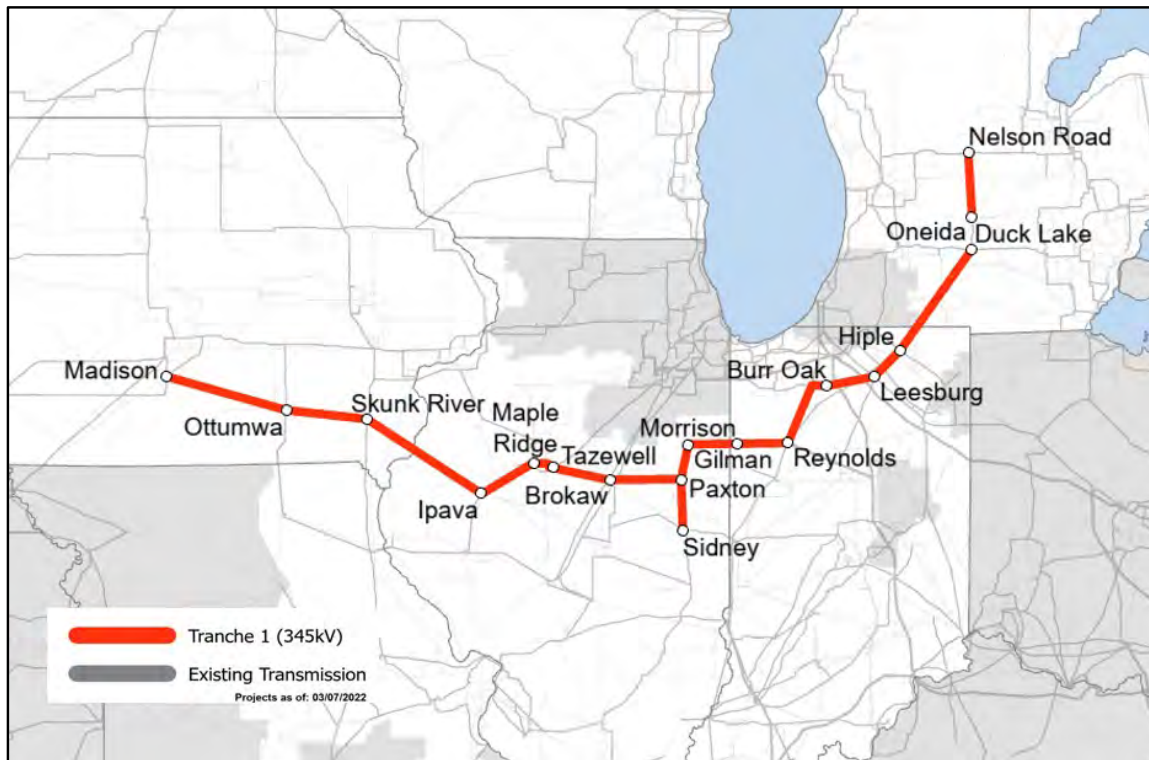 Nelson Road
Oneida
Duck Lake
Hiple
Burr Oak
Leesburg
Madison
Skunk River
Ottumwa
Maple
Ridge
Tazewell
Morrison
Gilman
Reynolds
Ipava
Brokaw
Paxton
Sidney
Tranche 1 (345kV)
Existing Transmission
Projects as of: 03/07/2022